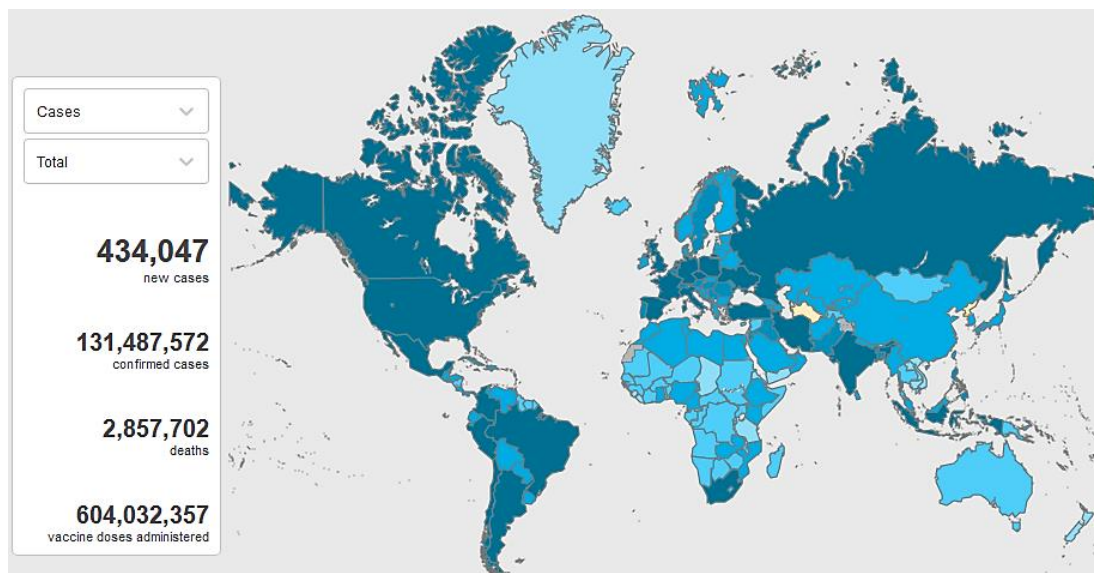 Cases
Total
434,047
new cases
131,487,572
confirmed cases
2,857,702
deaths
604,032,357
vaccine doses administered